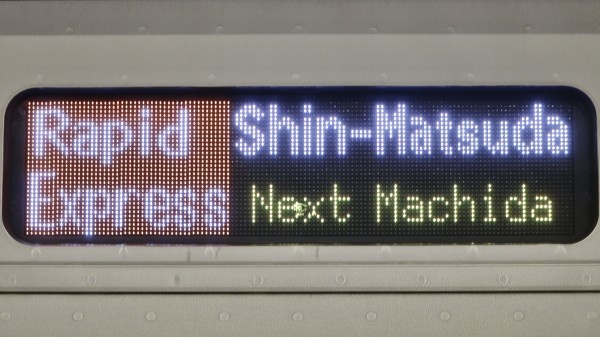 Rapid Express
Shin-Matsuda
Next Machida